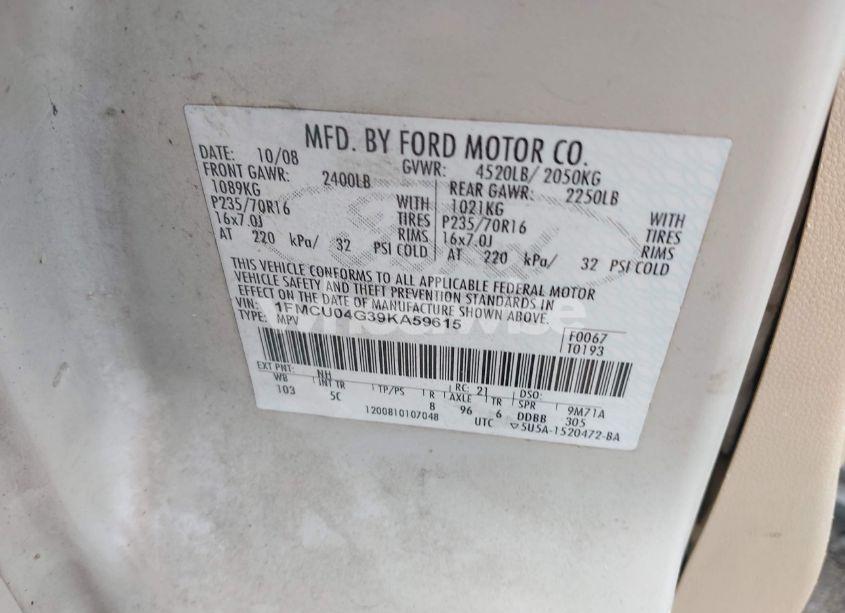 MFD. BY FORD MOTOR CO.
DATE: 10/08 GVWR: 4520LB/ 2050KG
FRONT GAWR: 2400LB REAR GAWR: 2250LB
1089KG WITH 1021KG WITH
P235/70R16 TIRES P235/70R16 TIRES
16x7.0J RIMS 16x7.0J RIMS
AT 220 kPa/ 32 PSI COLD AT 220 kPa/ 32 PSI COLD
THIS VEHICLE CONFORMS TO ALL APPLICABLE FEDERAL MOTOR
VEHICLE SAFETY AND THEFT PREVENTION STANDARDS IN
EFFECT ON THE DATE OF MANUFACTURE SHOWN ABOVE.
VIN: 1FMCU04G39KA59615
TYPE: MPV
F0067
T0193
EXT PNT: NH RC: 21 DSO:
WB INT TR TP/PS R AXLE TR SPR 9M71A
103 5C 8 96 6 DDBB 305
1200810107048 UTC ▽5U5A-1520472-BA